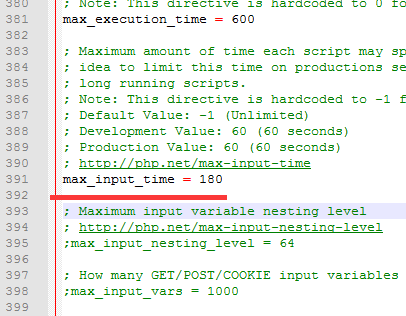 380 ; Note: This directive is hardcoded to 0 fo
381 max_execution_time = 600
382
383 ; Maximum amount of time each script may sp
384 ; idea to limit this time on productions se
385 ; long running scripts.
386 ; Note: This directive is hardcoded to -1 f
387 ; Default Value: -1 (Unlimited)
388 ; Development Value: 60 (60 seconds)
389 ; Production Value: 60 (60 seconds)
390 ; http://php.net/max-input-time
391 max_input_time = 180
392
393 ; Maximum input variable nesting level
394 ; http://php.net/max-input-nesting-level
395 ;max_input_nesting_level = 64
396
397 ; How many GET/POST/COOKIE input variables
398 ;max_input_vars = 1000
399